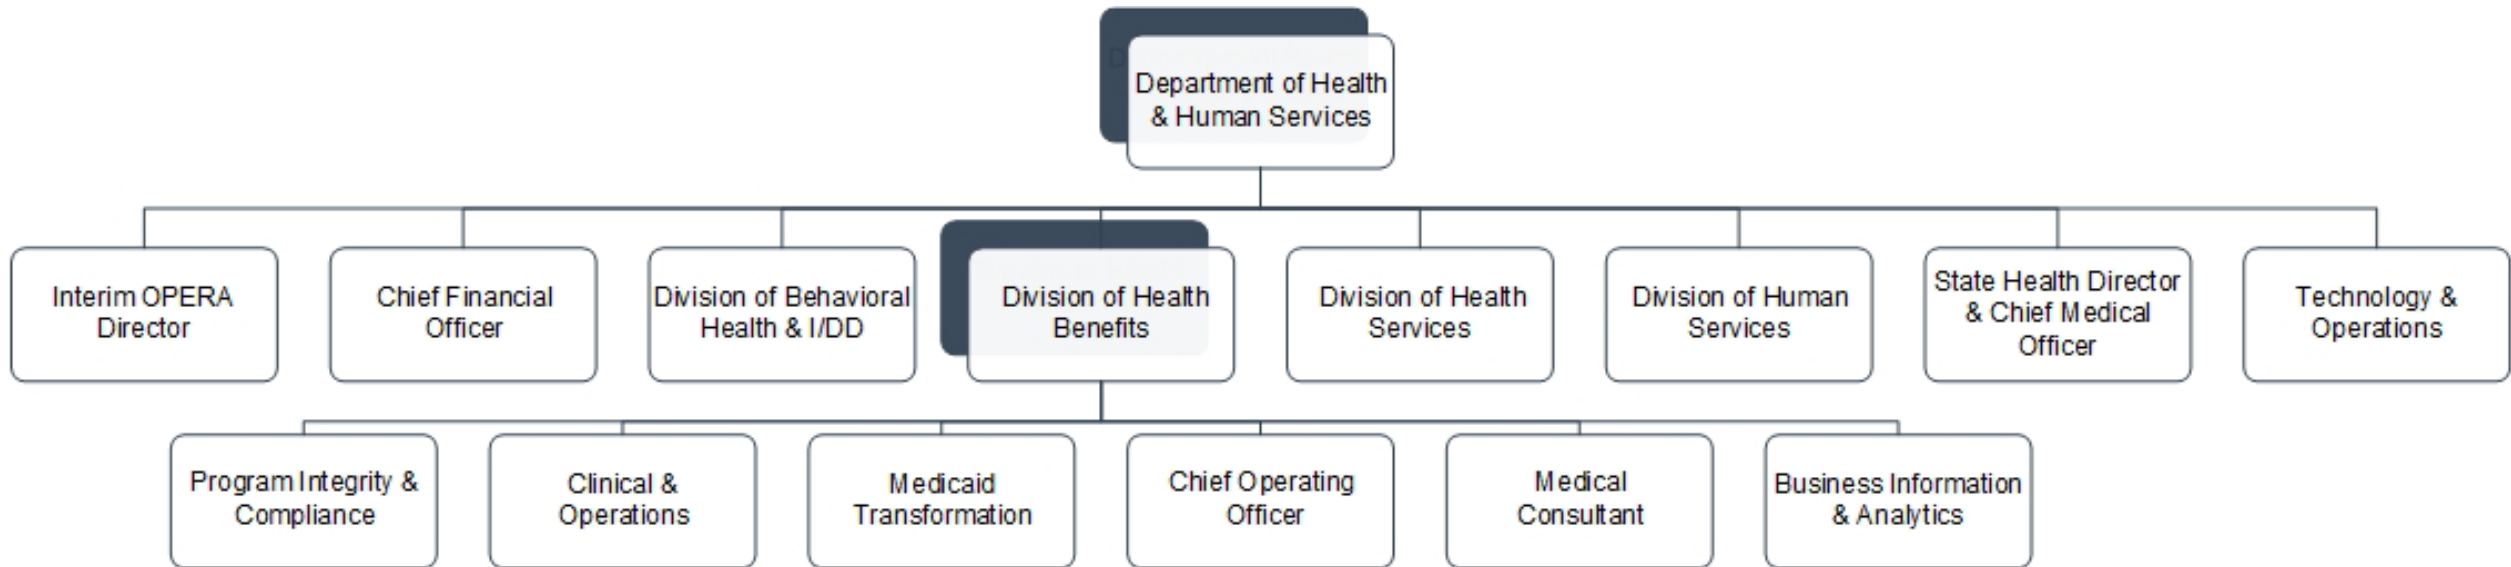 Department of Health
& Human Services
Interim OPERA
Director
Chief Financial
Officer
Division of Behavioral
Health & I/DD
Division of Health
Benefits
Division of Health
Services
Division of Human
Services
State Health Director
& Chief Medical
Officer
Technology &
Operations
Program Integrity &
Compliance
Clinical &
Operations
Medicaid
Transformation
Chief Operating
Officer
Medical
Consultant
Business Information
& Analytics